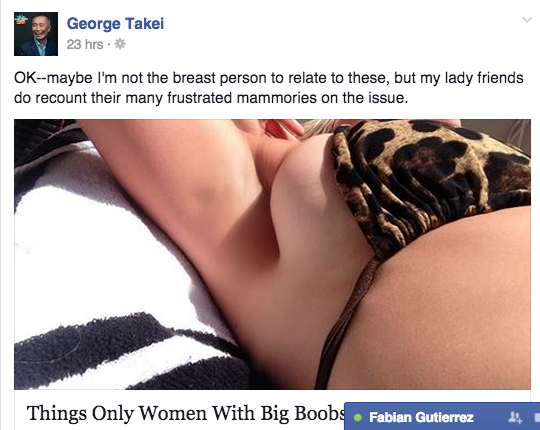 George Takei
23 hrs ·
OK--maybe I'm not the breast person to relate to these, but my lady friends
do recount their many frustrated mammories on the issue.
Things Only Women With Big Boobs
Fabian Gutierrez